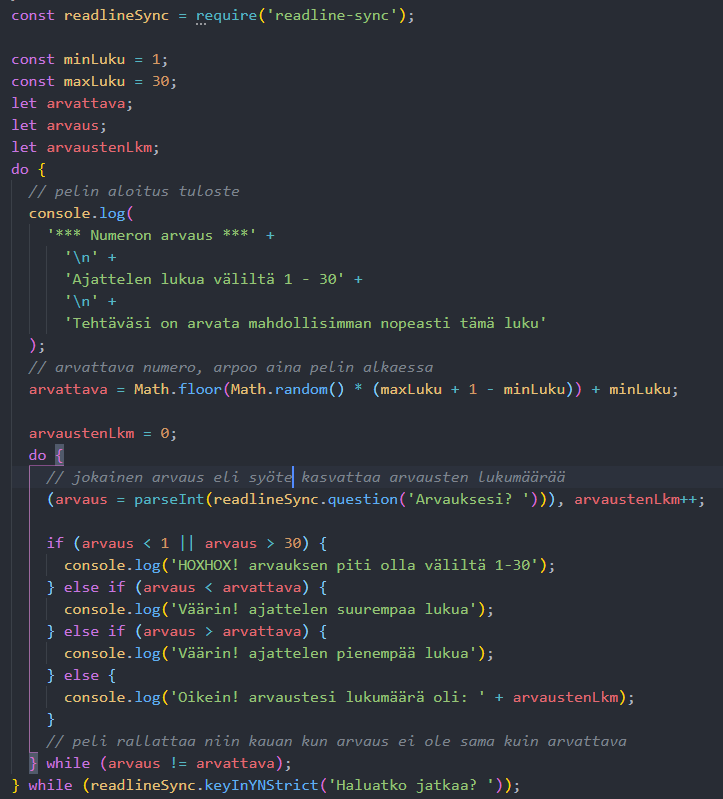 const readlineSync = require('readline-sync');
const minLuku = 1;
const maxLuku = 30;
let arvattava;
let arvaus;
let arvaustenLkm;
do {
// pelin aloitus tuloste
console.log(
'*** Numeron arvaus ***' +
'\n' +
'Ajattelen lukua väliltä 1 - 30' +
'\n' +
'Tehtäväsi on arvata mahdollisimman nopeasti tämä luku'
);
// arvattava numero, arpoo aina pelin alkaessa
arvattava = Math.floor(Math.random() * (maxLuku + 1 - minLuku)) + minLuku;
arvaustenLkm = 0;
do {
// jokainen arvaus eli syöte kasvattaa arvausten lukumäärää
(arvaus = parseInt(readlineSync.question('Arvauksesi? '))), arvaustenLkm++;
if (arvaus < 1 || arvaus > 30) {
console.log('HOXHOX! arvauksen piti olla väliltä 1-30');
} else if (arvaus < arvattava) {
console.log('Väärin! ajattelen suurempaa lukua');
} else if (arvaus > arvattava) {
console.log('Väärin! ajattelen pienempää lukua');
} else {
console.log('Oikein! arvaustesi lukumäärä oli: ' + arvaustenLkm);
}
// peli rallattaa niin kauan kun arvaus ei ole sama kuin arvattava
} while (arvaus != arvattava);
} while (readlineSync.keyInYNStrict('Haluatko jatkaa? '));